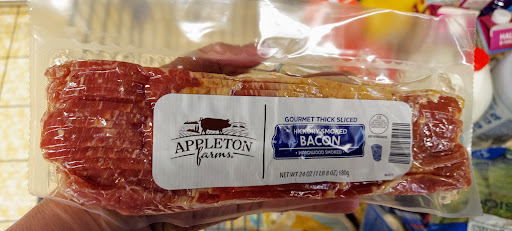 APPLETON
farms
GOURMET THICK SLICED
HICKORY SMOKED
BACON
• HARDWOOD SMOKED •
NET WT 24 OZ (1 LB 8 OZ) 680g